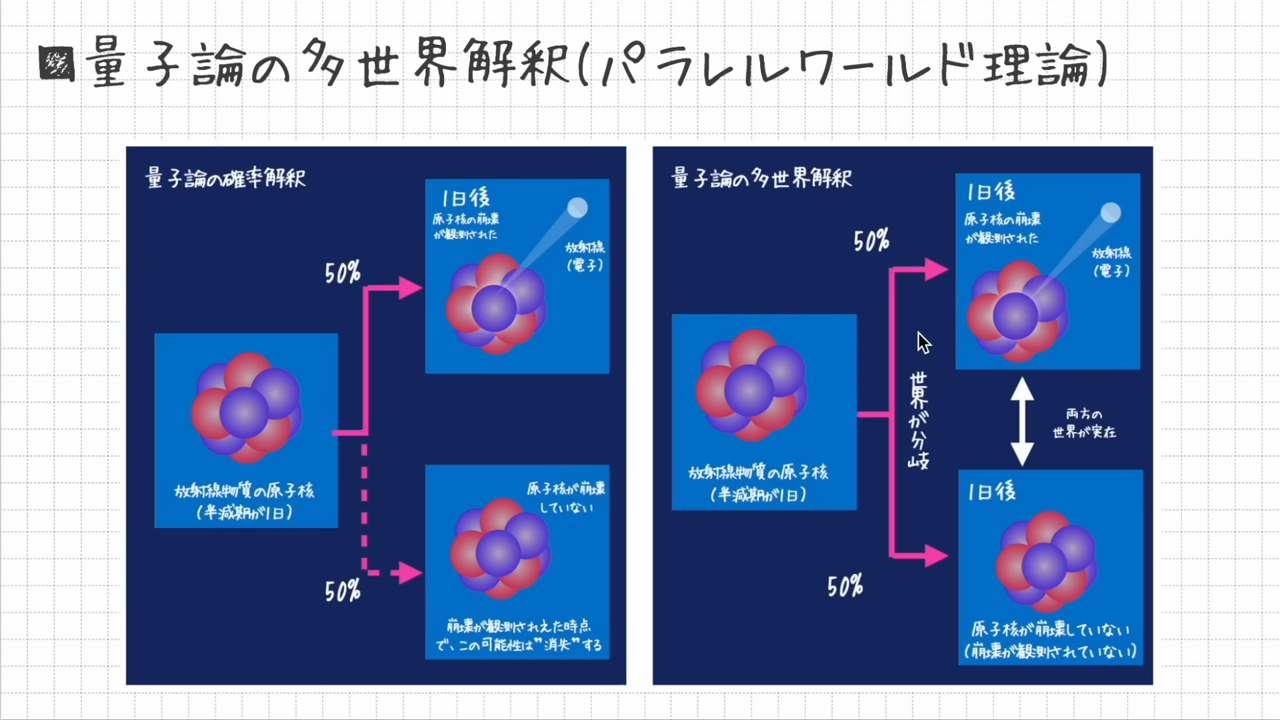 ■量子論の多世界解釈(パラレルワールド理論)
量子論の確率解釈
50%
1日後
原子核の崩壊
が観測された
放射線
(電子)
放射線物質の原子核
(半減期が1日)
50%
原子核が崩壊
していない
崩壊が観測されえた時点
で、この可能性は"消失"する
量子論の多世界解釈
50%
1日後
原子核の崩壊
が観測された
放射線
(電子)
世界が分岐
両方の
世界が実在
放射線物質の原子核
(半減期が1日)
50%
1日後
原子核が崩壊していない
(崩壊が観測されていない)